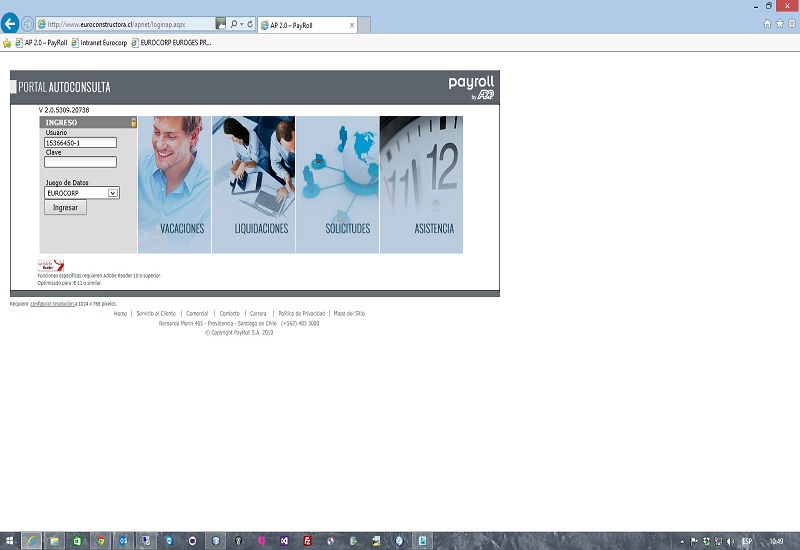 http://www.euroconstructora.cl/apnet/loginap.aspx
AP 2.0 – PayRoll
AP 2.0 – PayRoll
Intranet Eurocorp
EUROCORP EUROGES PR...
PORTAL AUTOCONSULTA
payroll
by ADP
V 2.0.5309.20738
INGRESO
Usuario
15366450-1
Clave
Juego de Datos
EUROCORP
Ingresar
VACACIONES
LIQUIDACIONES
SOLICITUDES
ASISTENCIA
12
Reader
Funciones específicas requieren Adobe Reader 10 o superior.
Optimizado para IE 11 o similar.
Requiere configurar resolución a 1024 x 768 pixeles.
Home | Servicio al Cliente | Comercial | Contacto | Carrera | Política de Privacidad | Mapa del Sitio
Bernarda Morin 465 - Providencia - Santiago de Chile (+562) 483 3000
© Copyright PayRoll S.A. 2010
ESP
10:49